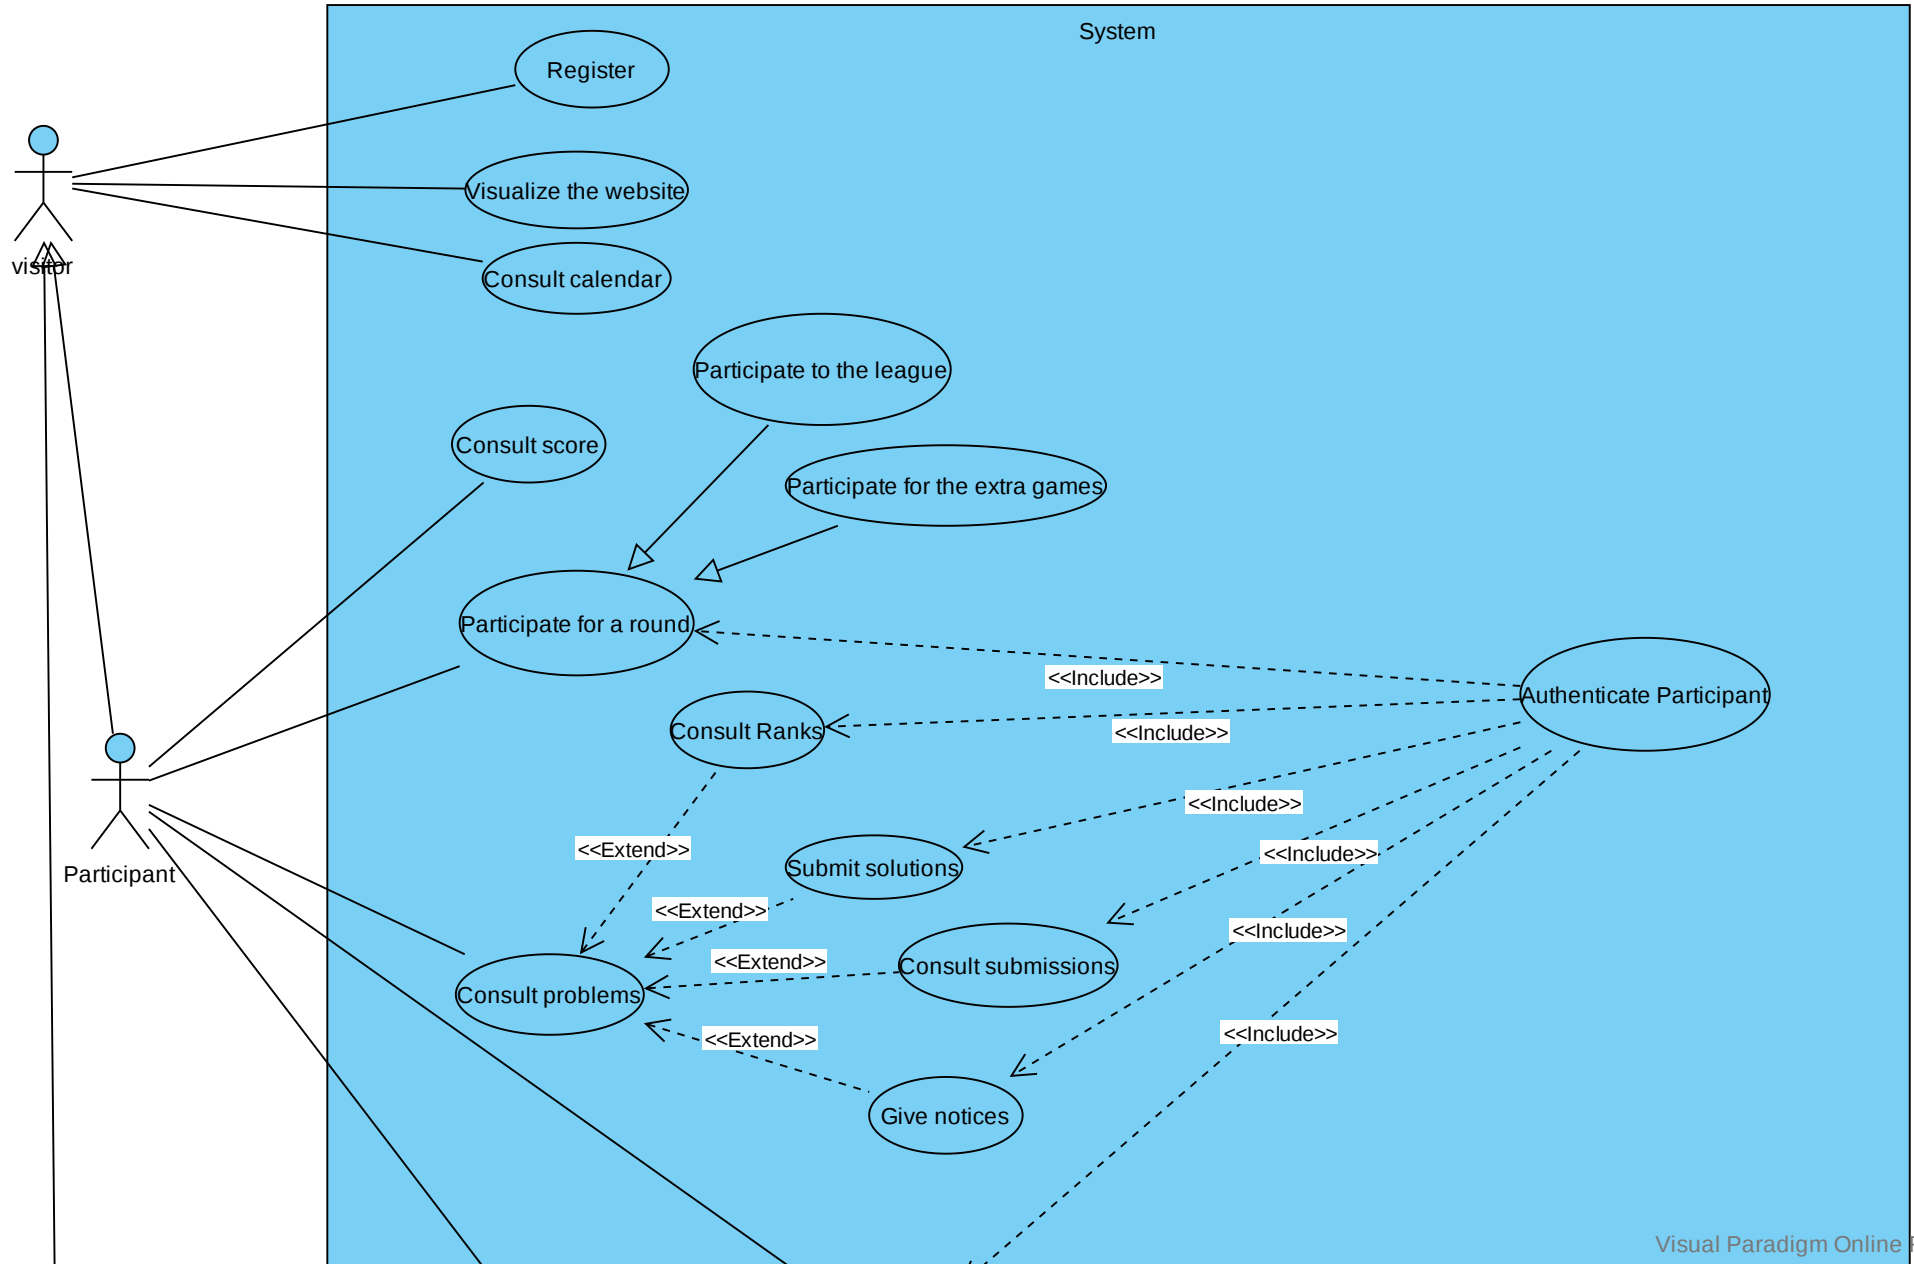 System
Register
Visualize the website
visitor
Consult calendar
Participate to the league
Consult score
Participate for the extra games
Participate for a round
<<Include>>
Authenticate Participant
Consult Ranks
<<Include>>
<<Include>>
<<Extend>>
<<Include>>
Submit solutions
Participant
<<Extend>>
<<Include>>
<<Extend>>
Consult submissions
Consult problems
<<Include>>
<<Extend>>
Give notices
Visual Paradigm Online